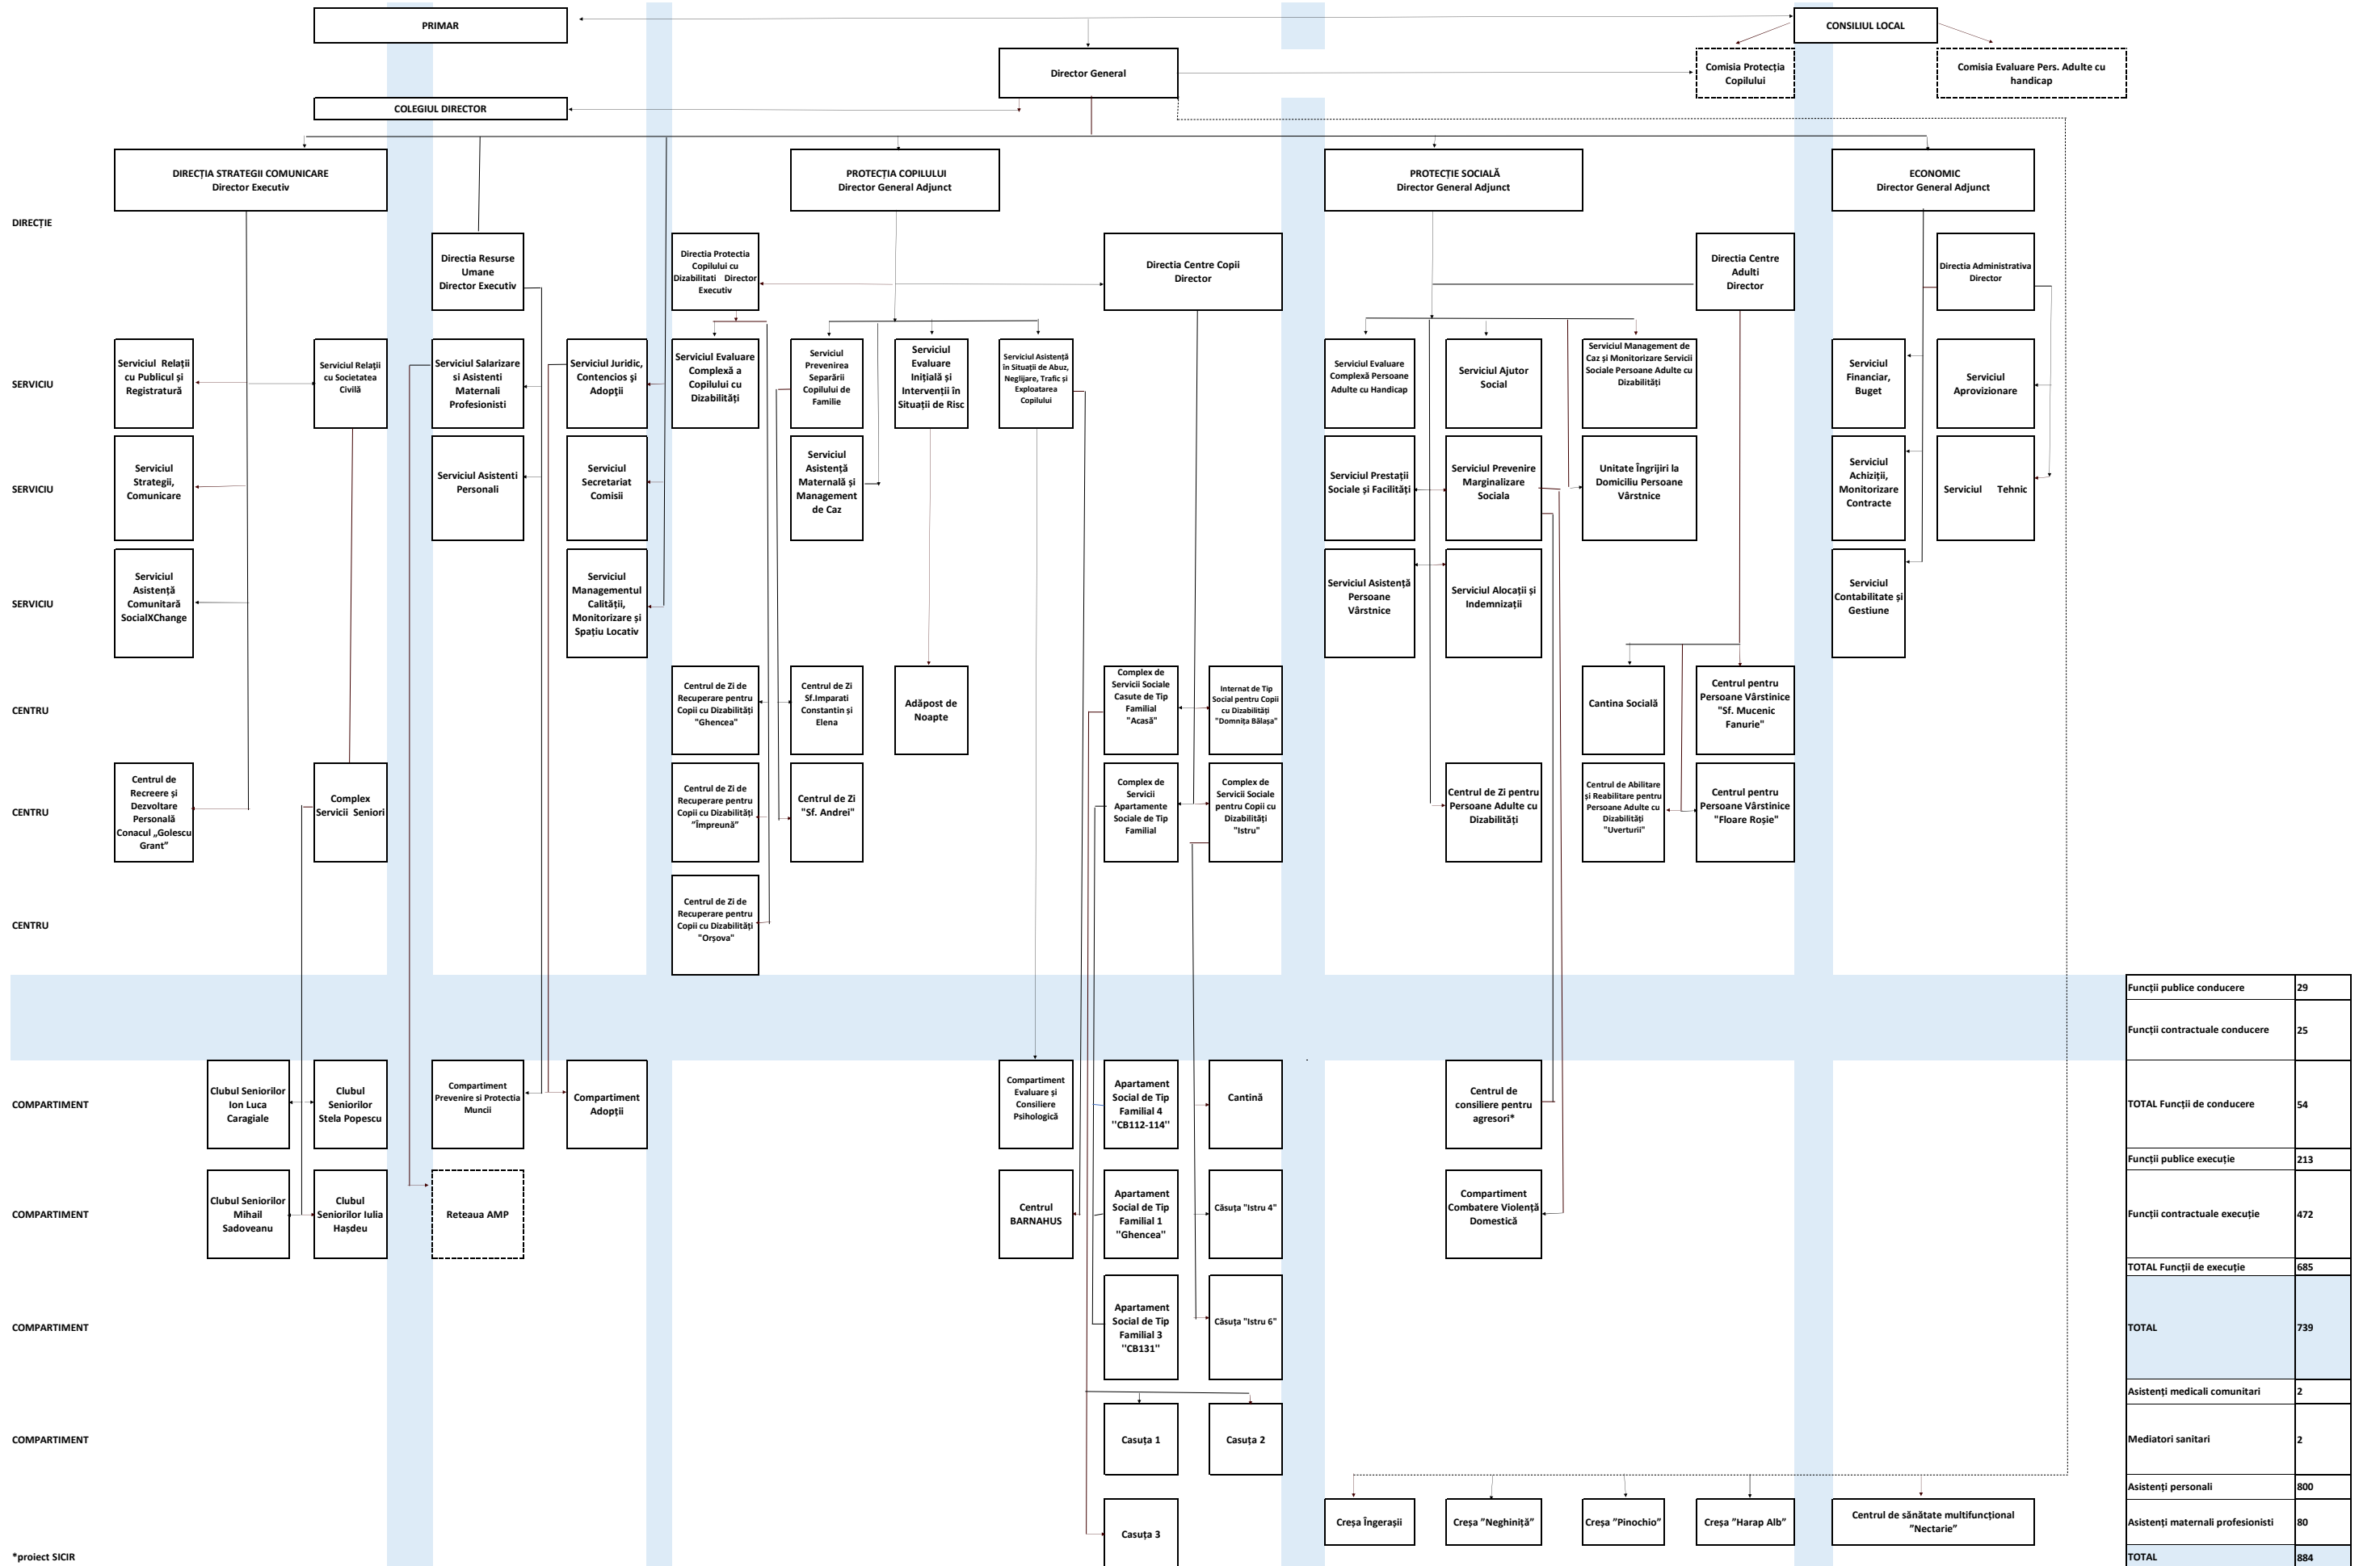 PRIMAR
CONSILIUL LOCAL
Director General
Comisia Protecția
Copilului
Comisia Evaluare Pers. Adulte cu
handicap
COLEGIUL DIRECTOR
DIRECȚIA STRATEGII COMUNICARE
Director Executiv
PROTECȚIA COPILULUI
Director General Adjunct
PROTECȚIE SOCIALĂ
Director General Adjunct
ECONOMIC
Director General Adjunct
DIRECȚIE
Directia Resurse
Umane
Director Executiv
Directia Protectia
Copilului cu
Dizabilitati Director
Executiv
Directia Centre Copii
Director
Directia Centre
Adulti
Director
Directia Administrativa
Director
SERVICIU
Serviciul Relații
cu Publicul și
Registratură
Serviciul Relații
cu Societatea
Civilă
Serviciul Salarizare
si Asistenti
Maternali
Profesionisti
Serviciul Juridic,
Contencios și
Adopții
Serviciul Evaluare
Complexă a
Copilului cu
Dizabilități
Serviciul
Prevenirea
Separării
Copilului de
Familie
Serviciul
Evaluare
Inițială și
Intervenții în
Situații de Risc
Serviciul Asistență
în Situații de Abuz,
Neglijare, Trafic și
Exploatarea
Copilului
Serviciul Evaluare
Complexă Persoane
Adulte cu Handicap
Serviciul Ajutor
Social
Serviciul Management de
Caz și Monitorizare Servicii
Sociale Persoane Adulte cu
Dizabilități
Serviciul
Financiar,
Buget
Serviciul
Aprovizionare
SERVICIU
Serviciul
Strategii,
Comunicare
Serviciul Asistenti
Personali
Serviciul
Secretariat
Comisii
Serviciul
Asistență
Maternală și
Management
de Caz
Serviciul Prestații
Sociale și Facilități
Serviciul Prevenire
Marginalizare
Sociala
Unitate Îngrijiri la
Domiciliu Persoane
Vârstnice
Serviciul
Achiziții,
Monitorizare
Contracte
Serviciul Tehnic
SERVICIU
Serviciul
Asistență
Comunitară
SocialXChange
Serviciul
Managementul
Calității,
Monitorizare și
Spațiu Locativ
Serviciul Asistență
Persoane
Vârstnice
Serviciul Alocații și
Indemnizații
Serviciul
Contabilitate și
Gestiune
CENTRU
Centrul de Zi de
Recuperare pentru
Copii cu Dizabilități
"Ghencea"
Centrul de Zi
Sf.Imparati
Constantin și
Elena
Adăpost de
Noapte
Complex de
Servicii Sociale
Casute de Tip
Familial
"Acasă"
Internat de Tip
Social pentru Copii
cu Dizabilități
"Domnița Bălașa"
Cantina Socială
Centrul pentru
Persoane Vârstinice
"Sf. Mucenic
Fanurie"
CENTRU
Centrul de
Recreere și
Dezvoltare
Personală
Conacul „Golescu
Grant”
Complex
Servicii Seniori
Centrul de Zi de
Recuperare pentru
Copii cu Dizabilități
”Împreună”
Centrul de Zi
"Sf. Andrei"
Complex de
Servicii
Apartamente
Sociale de Tip
Familial
Complex de
Servicii Sociale
pentru Copii cu
Dizabilități
"Istru"
Centrul de Zi pentru
Persoane Adulte cu
Dizabilități
Centrul de Abilitare
și Reabilitare pentru
Persoane Adulte cu
Dizabilități
"Uverturii"
Centrul pentru
Persoane Vârstinice
"Floare Roșie"
CENTRU
Centrul de Zi de
Recuperare pentru
Copii cu Dizabilități
"Orșova"
Funcții publice conducere 29
Funcții contractuale conducere 25
COMPARTIMENT
Clubul Seniorilor
Ion Luca
Caragiale
Clubul
Seniorilor
Stela Popescu
Compartiment
Prevenire si Protectia
Muncii
Compartiment
Adopții
Compartiment
Evaluare și
Consiliere
Psihologică
Apartament
Social de Tip
Familial 4
"CB112-114"
Cantină
Centrul de
consiliere pentru
agresori*
TOTAL Funcții de conducere 54
Funcții publice execuție 213
COMPARTIMENT
Clubul Seniorilor
Mihail
Sadoveanu
Clubul
Seniorilor Iulia
Hașdeu
Reteaua AMP
Centrul
BARNAHUS
Apartament
Social de Tip
Familial 1
"Ghencea"
Căsuța "Istru 4"
Compartiment
Combatere Violență
Domestică
Funcții contractuale execuție 472
TOTAL Funcții de execuție 685
COMPARTIMENT
Apartament
Social de Tip
Familial 3
"CB131"
Căsuța "Istru 6"
TOTAL 739
Asistenți medicali comunitari 2
COMPARTIMENT
Casuța 1
Casuța 2
Mediatori sanitari 2
Asistenți personali 800
Casuța 3
Creșa Îngerașii
Creșa ”Neghiniță”
Creșa ”Pinochio”
Creșa ”Harap Alb”
Centrul de sănătate multifuncțional
”Nectarie”
Asistenți maternali profesionisti 80
*proiect SICIR
TOTAL 884